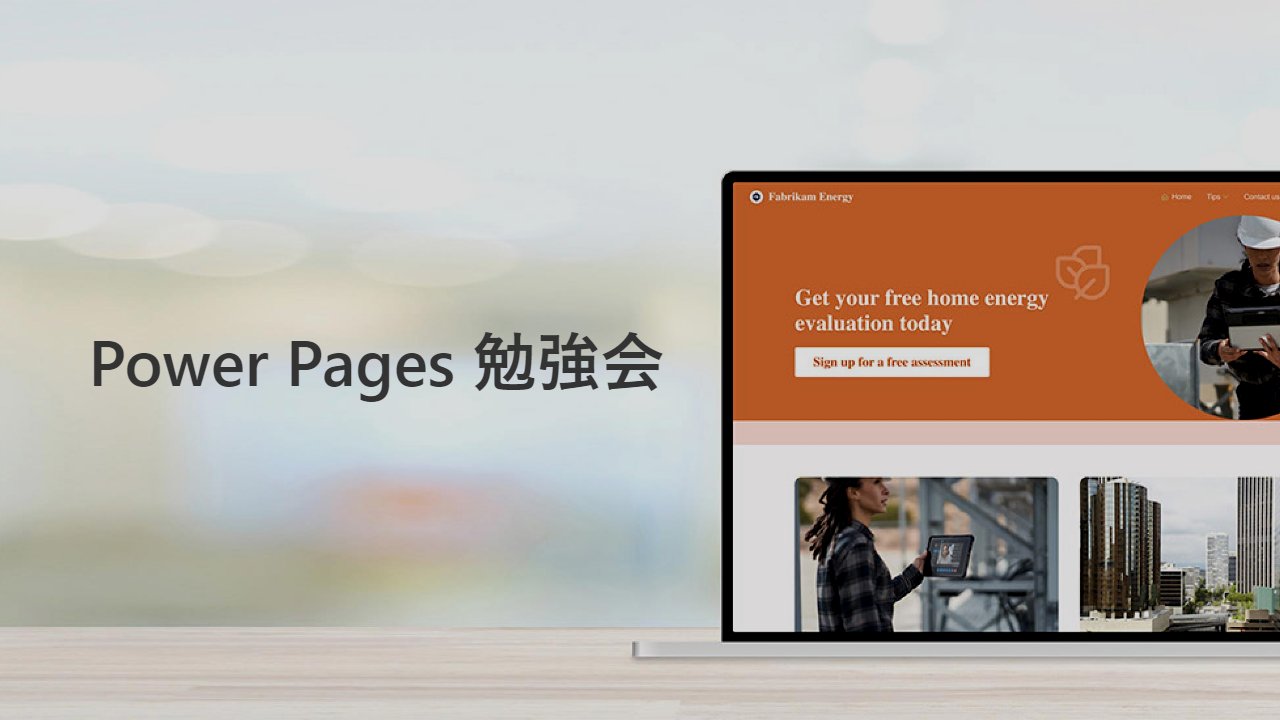 Power Pages 勉強会
Fabrikam Energy
Home
Tips
Contact us
Get your free home energy
evaluation today
Sign up for a free assessment